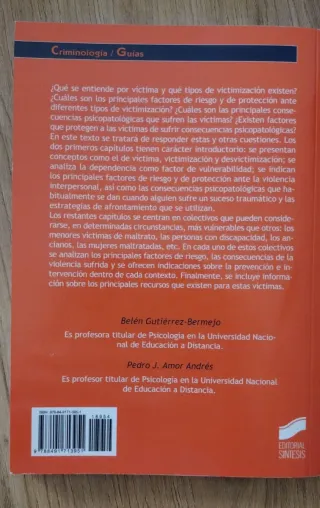 Criminología / Guías
¿Qué se entiende por víctima y qué tipos de victimización existen?
¿Cuáles son los principales factores de riesgo y de protección ante
diferentes tipos de victimización? ¿Cuáles son las principales conse-
cuencias psicopatológicas que sufren las víctimas? ¿Existen factores
que protegen a las víctimas de sufrir consecuencias psicopatológicas?
En este texto se tratará de responder estas y otras cuestiones. Los
dos primeros capítulos tienen carácter introductorio: se presentan
conceptos como el de víctima, victimización y desvictimización; se
analiza la dependencia como factor de vulnerabilidad; se indican
los principales factores de riesgo y de protección ante la violencia
interpersonal, así como las consecuencias psicopatológicas que ha-
bitualmente se dan cuando alguien sufre un suceso traumático y las
estrategias de afrontamiento que se utilizan.
Los restantes capítulos se centran en colectivos que pueden conside-
rarse, en determinadas circunstancias, más vulnerables que otros: los
menores víctimas de maltrato, las personas con discapacidad, los an-
cianos, las mujeres maltratadas, etc. En cada uno de estos colectivos
se analizan los principales factores de riesgo, las consecuencias de la
violencia sufrida y se ofrecen indicaciones sobre la prevención e in-
tervención dentro de cada contexto. Finalmente, se incluye informa-
ción sobre los principales recursos que existen para estas víctimas.
Belén Gutiérrez-Bermejo
Es profesora titular de Psicología en la Universidad Nacio-
nal de Educación a Distancia.
Pedro J. Amor Andrés
Es profesor titular de Psicología en la Universidad Nacional
de Educación a Distancia.
EDITORIAL
SÍNTESIS